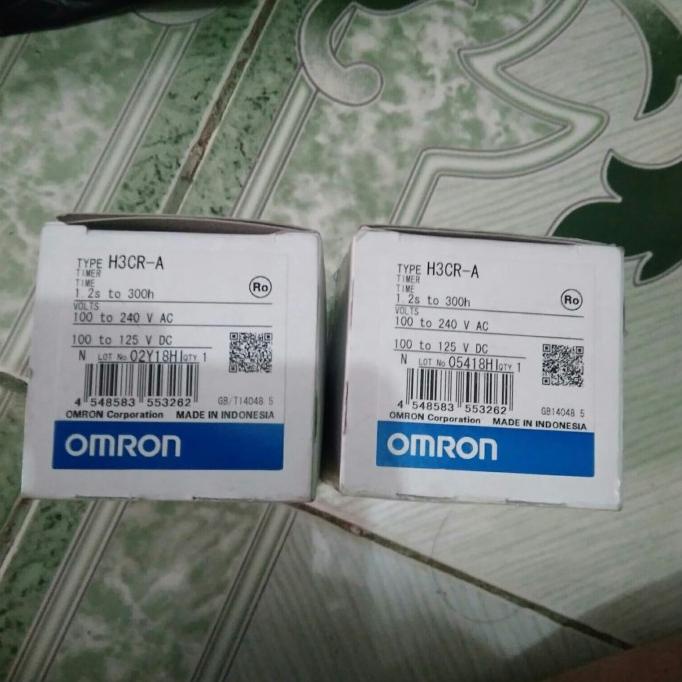 TYPE H3CR-A
TIMER
TIME
1.2s to 300h
Ro
VOLTS
100 to 240 V AC
100 to 125 V DC
N LOT No 02Y18HI QTY 1
4 548583 553262
GB/T14048 5
OMRON Corporation MADE IN INDONESIA
OMRON
TYPE H3CR-A
TIMER
TIME
1.2s to 300h
Ro
VOLTS
100 to 240 V AC
100 to 125 V DC
N LOT No 05418HI QTY 1
4 548583 553262
GB14048 5
OMRON Corporation MADE IN INDONESIA
OMRON